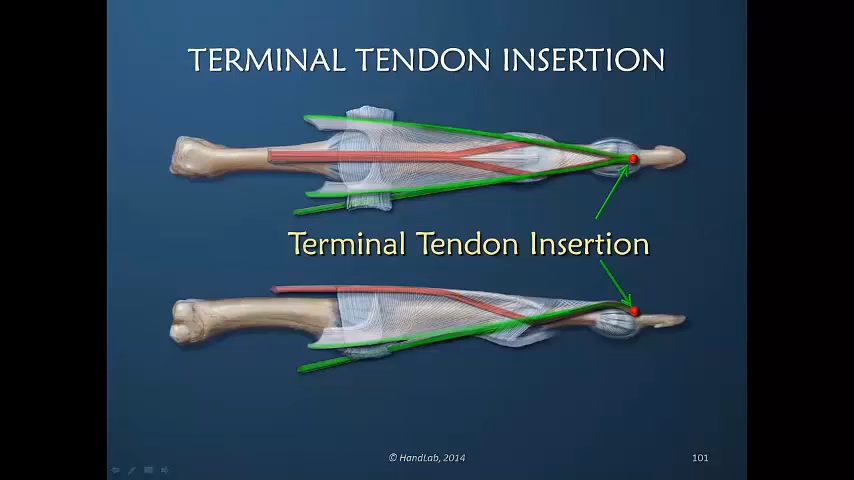 TERMINAL TENDON INSERTION
Terminal Tendon Insertion
© HandLab, 2014
101